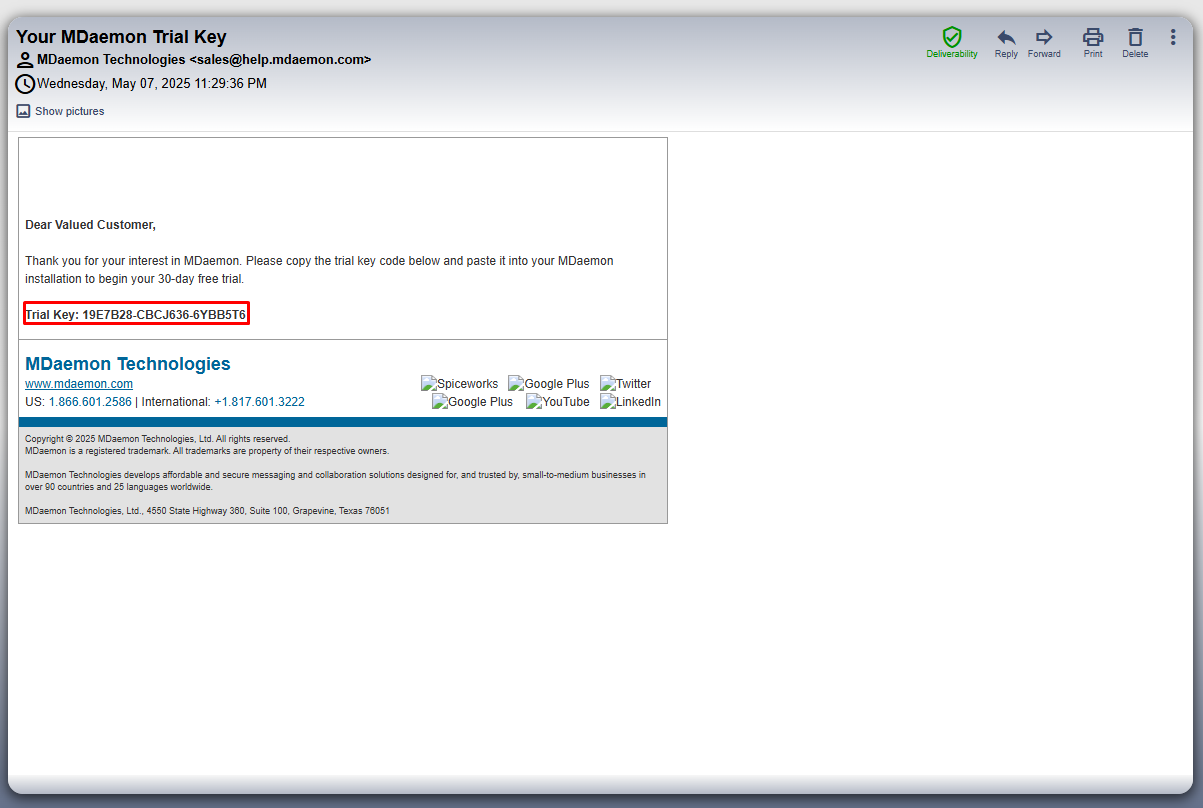 Your MDaemon Trial Key
MDaemon Technologies <sales@help.mdaemon.com>
Wednesday, May 07, 2025 11:29:36 PM
Show pictures
Deliverability Reply Forward Print Delete
Dear Valued Customer,
Thank you for your interest in MDaemon. Please copy the trial key code below and paste it into your MDaemon
installation to begin your 30-day free trial.
Trial Key: 19E7B28-CBCJ636-6YBB5T6
MDaemon Technologies
www.mdaemon.com
US: 1.866.601.2586 | International: +1.817.601.3222
Spiceworks Google Plus Twitter
Google Plus YouTube LinkedIn
Copyright © 2025 MDaemon Technologies, Ltd. All rights reserved.
MDaemon is a registered trademark. All trademarks are property of their respective owners.
MDaemon Technologies develops affordable and secure messaging and collaboration solutions designed for, and trusted by, small-to-medium businesses in
over 90 countries and 25 languages worldwide.
MDaemon Technologies, Ltd., 4550 State Highway 360, Suite 100, Grapevine, Texas 76051